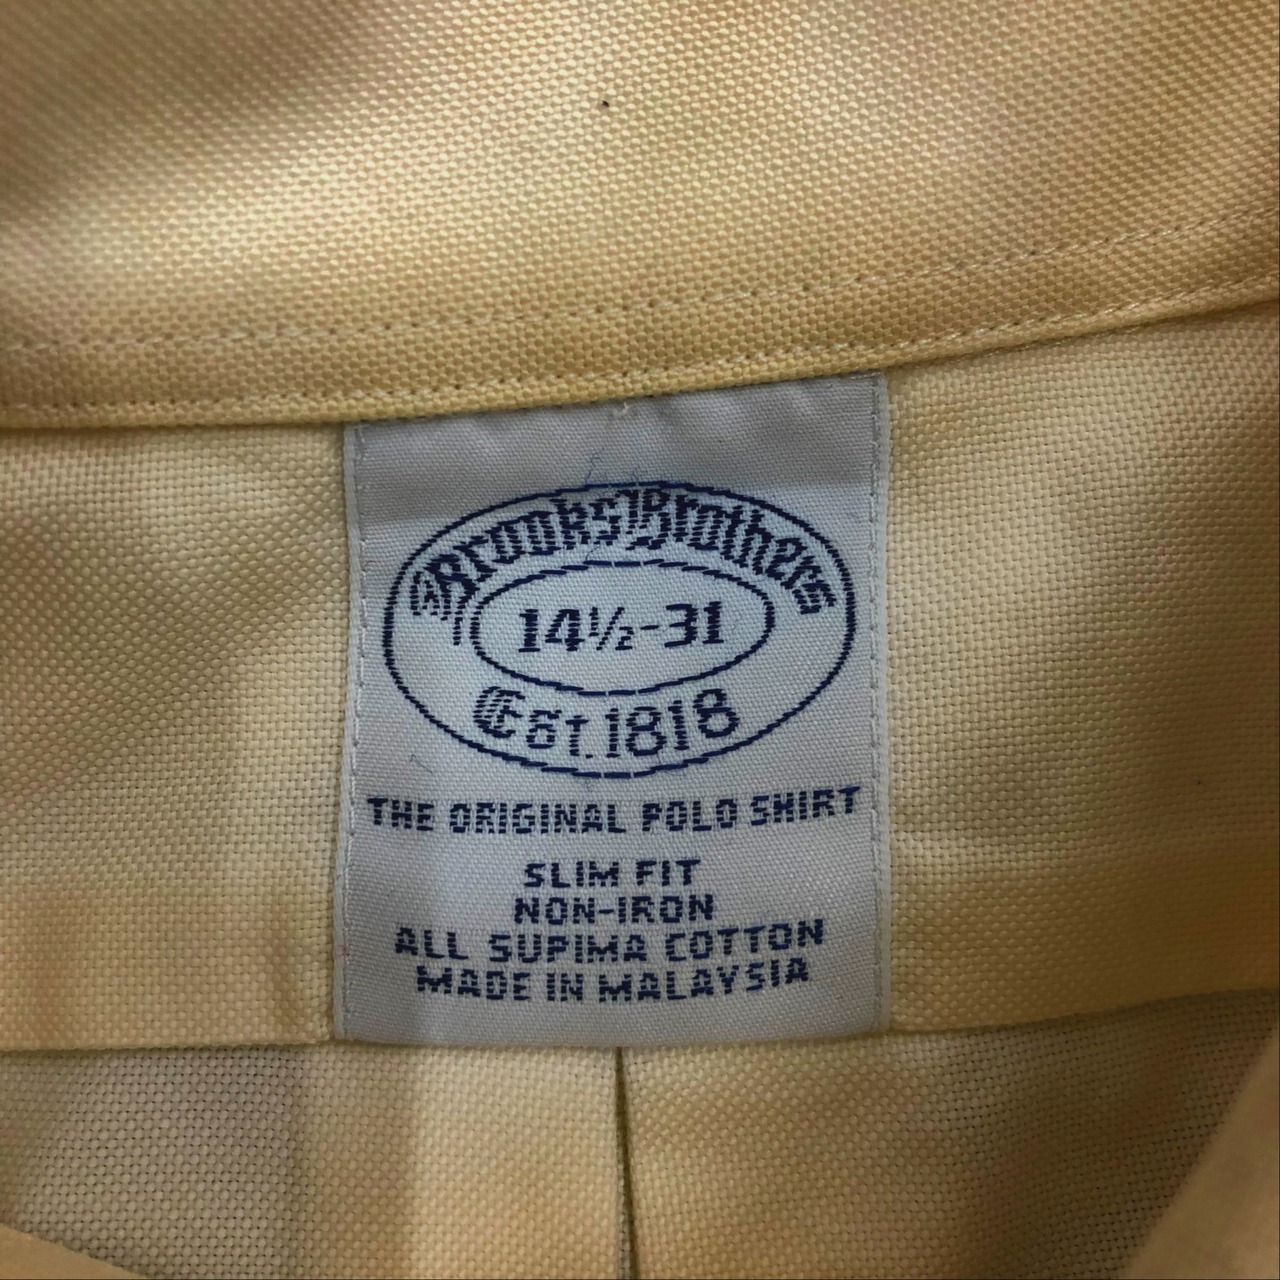 Brooks Brothers
14½-31
Est. 1818
THE ORIGINAL POLO SHIRT
SLIM FIT
NON-IRON
ALL SUPIMA COTTON
MADE IN MALAYSIA